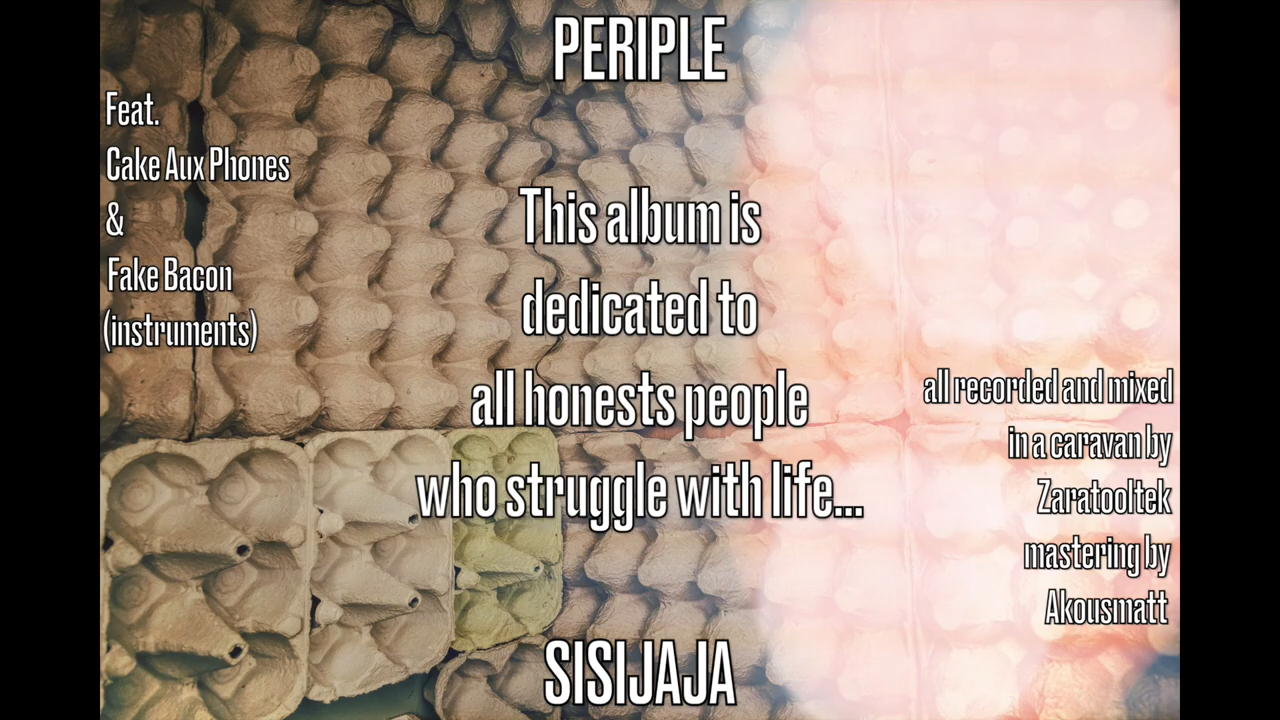 PERIPLE
Feat.
Cake Aux Phones
&
Fake Bacon
(instruments)
This album is
dedicated to
all honests people
who struggle with life...
all recorded and mixed
in a caravan by
Zaratooltek
mastering by
Akousmatt
SISIJAJA